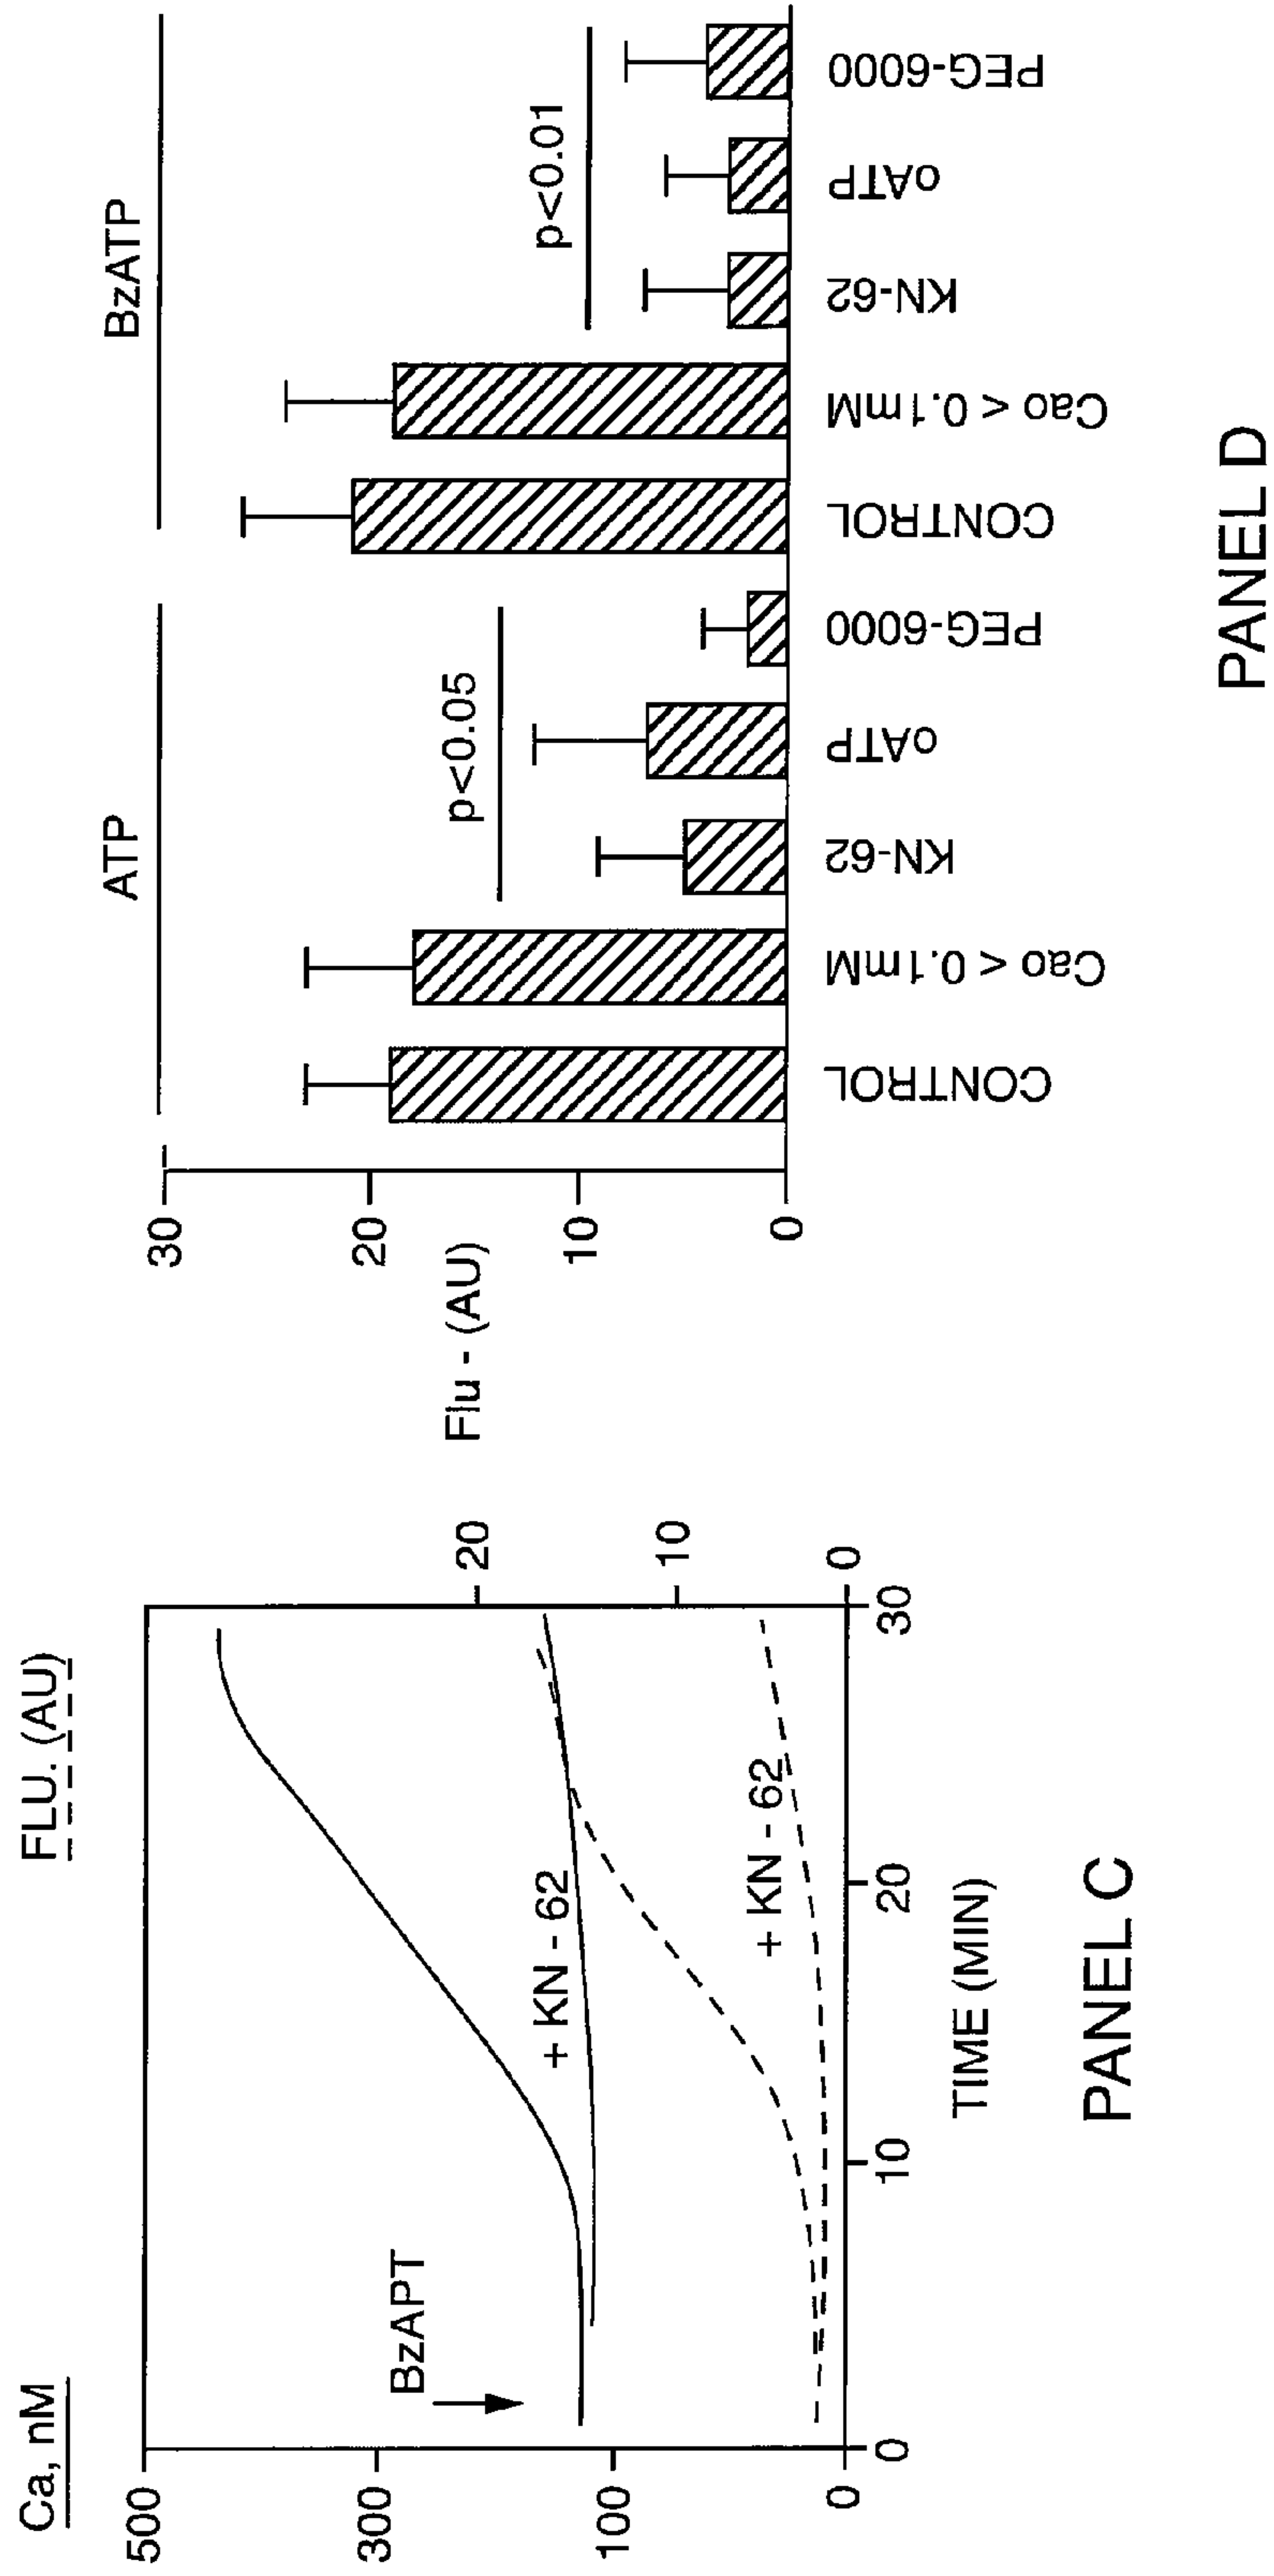 Ca, nM
FLU. (AU)
500
300
100
0
20
10
0
BzAPT
+ KN - 62
+ KN - 62
0
10
20
30
TIME (MIN)
PANEL C
Flu - (AU)
30
20
10
0
ATP
BzATP
p<0.05
p<0.01
CONTROL
Cao < 0.1mM
KN-62
oATP
PEG-6000
CONTROL
Cao < 0.1mM
KN-62
oATP
PEG-6000
PANEL D